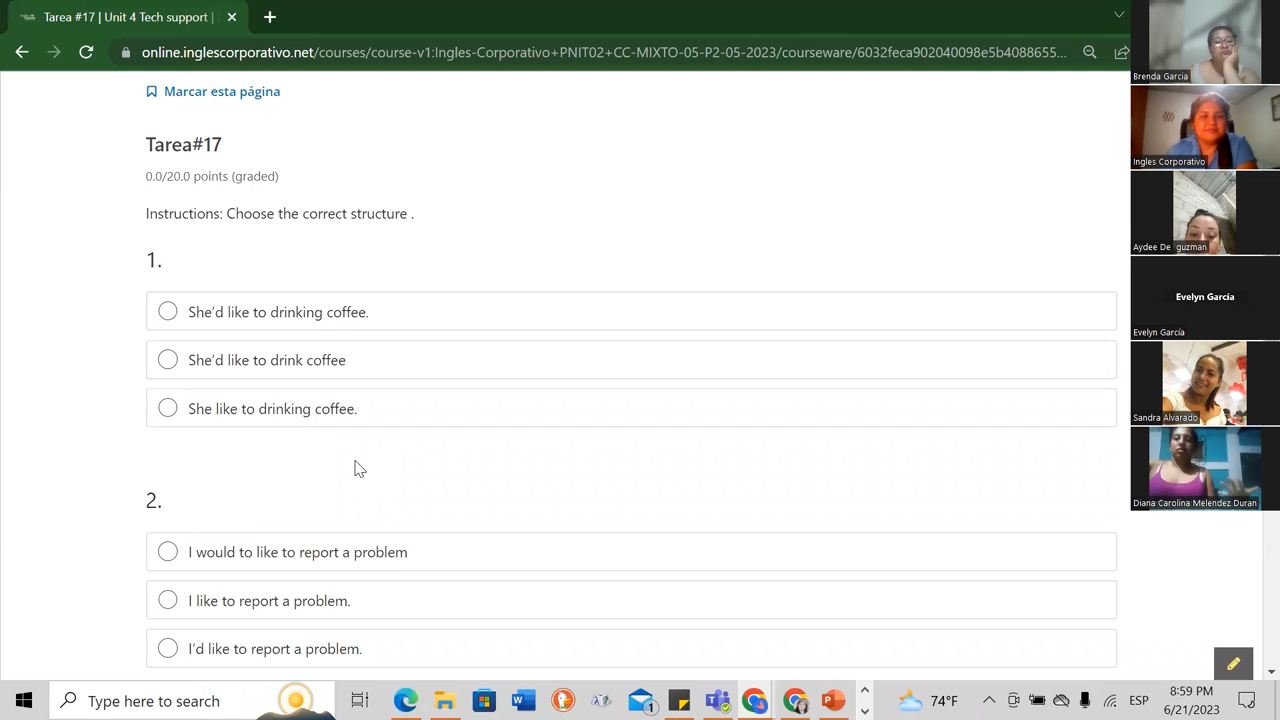 Tarea #17 | Unit 4 Tech support |
online.inglescorporativo.net/courses/course-v1:Ingles-Corporativo+PNIT02+CC-MIXTO-05-P2-05-2023/courseware/6032feca902040b98e5b4088655...
Marcar esta página
Tarea#17
0.0/20.0 points (graded)
Instructions: Choose the correct structure .
1.
She'd like to drinking coffee.
She'd like to drink coffee
She like to drinking coffee.
2.
I would to like to report a problem
I like to report a problem.
I'd like to report a problem.
Brenda Garcia
Ingles Corporativo
Aydee De guzman
Evelyn García
Evelyn García
Sandra Alvarado
Diana Carolina Melendez Duran
Type here to search
1
74°F
ESP
8:59 PM
6/21/2023